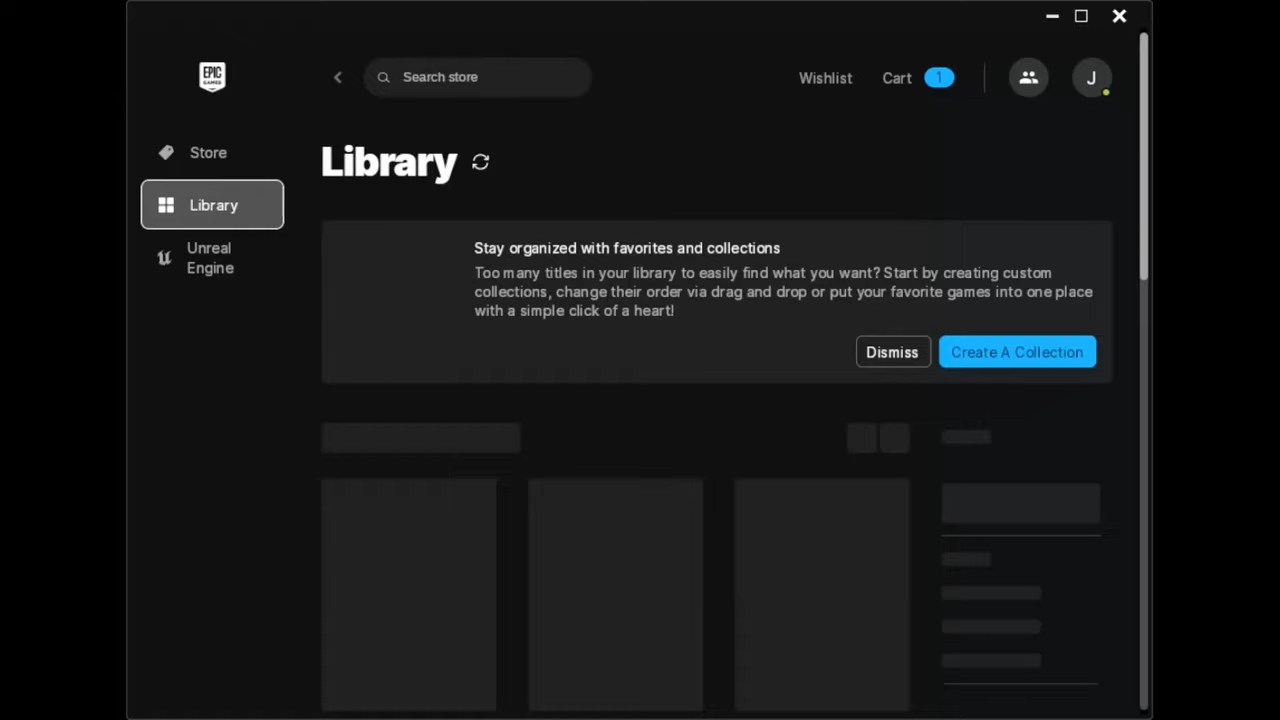 EPIC
GAMES
Search store
Wishlist
Cart
1
J
Store
Library
Unreal
Engine
Library
Stay organized with favorites and collections
Too many titles in your library to easily find what you want? Start by creating custom
collections, change their order via drag and drop or put your favorite games into one place
with a simple click of a heart!
Dismiss
Create A Collection